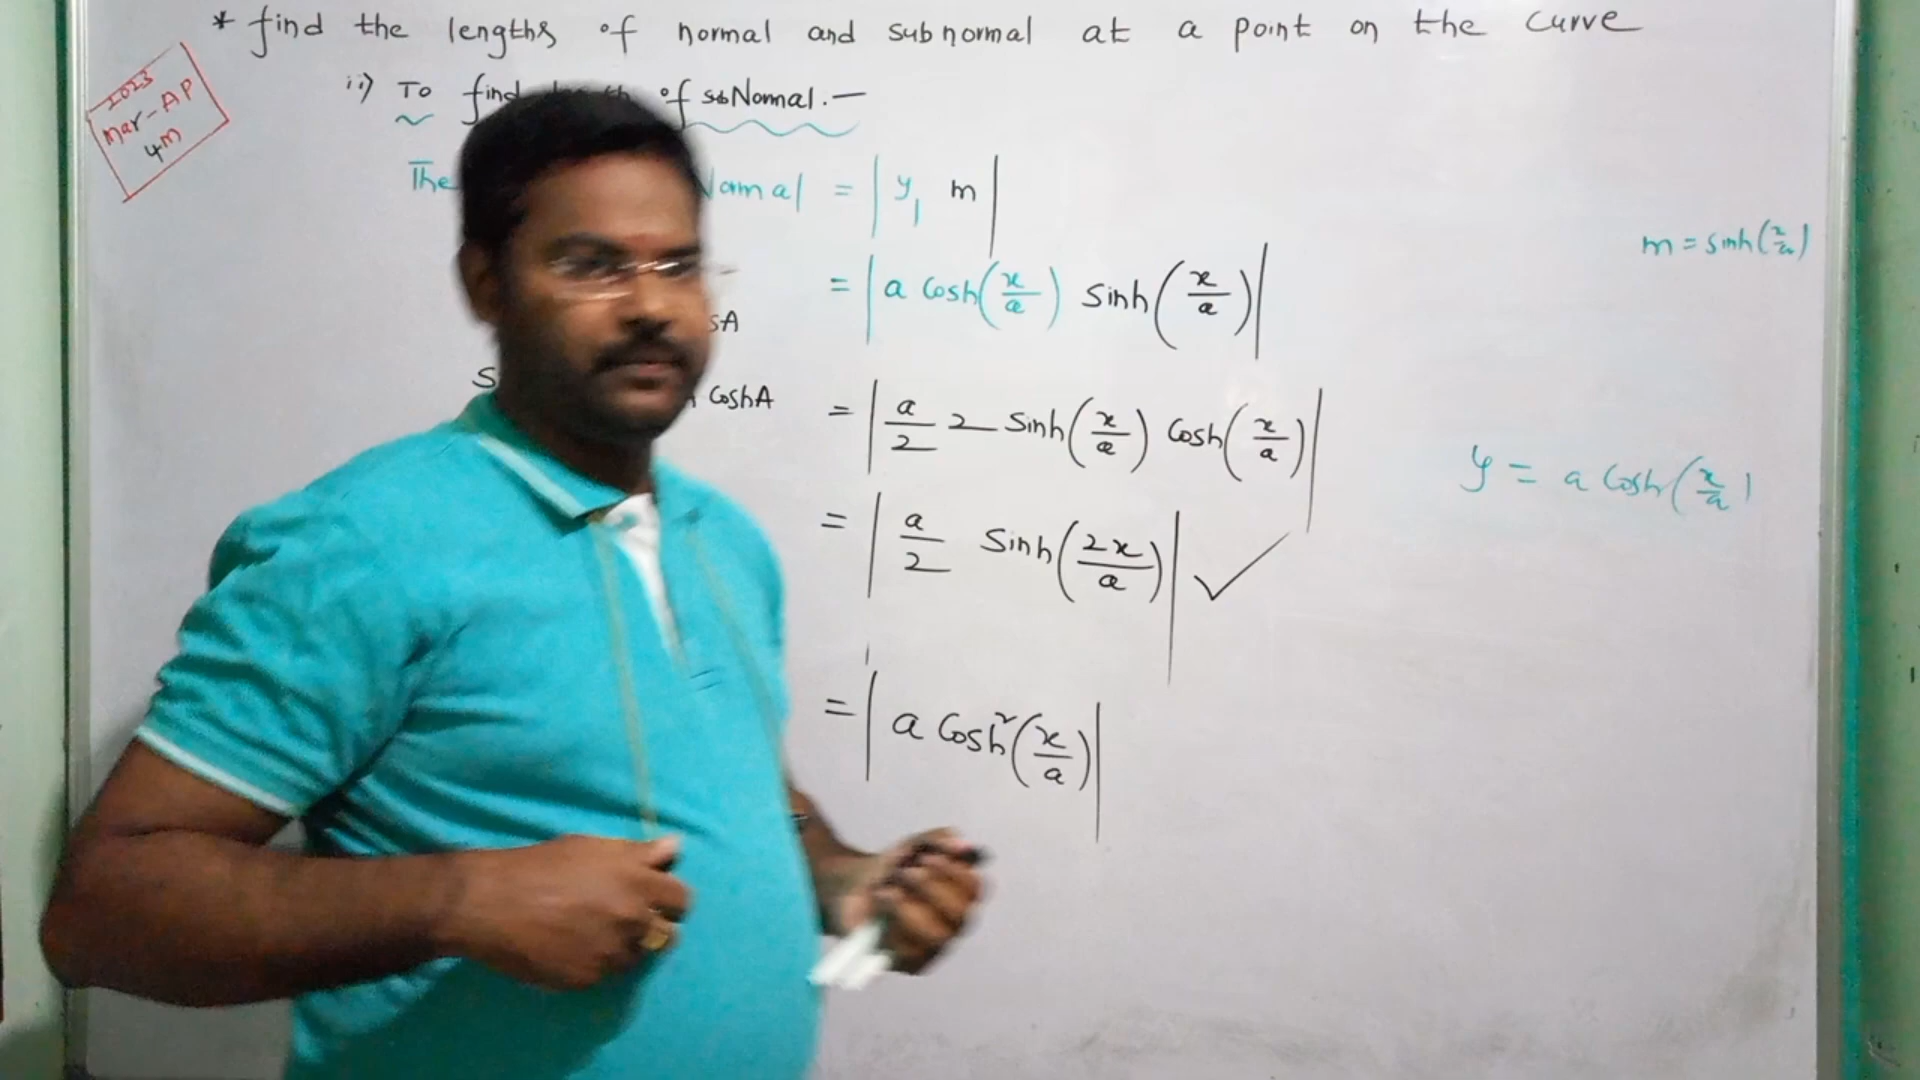 * find the lengths of normal and subnormal at a point on the curve
2023
Mar-AP
4M
ii) To find of subNormal.—
The Normal = | y₁ m |
m = sinh(x/a)
= | a Cosh(x/a) Sinh(x/a) |
CoshA = | a/2 2 Sinh(x/a) Cosh(x/a) |
y = a Cosh(x/a)
= | a/2 Sinh(2x/a) | ✓
= | a Cosh²(x/a) |